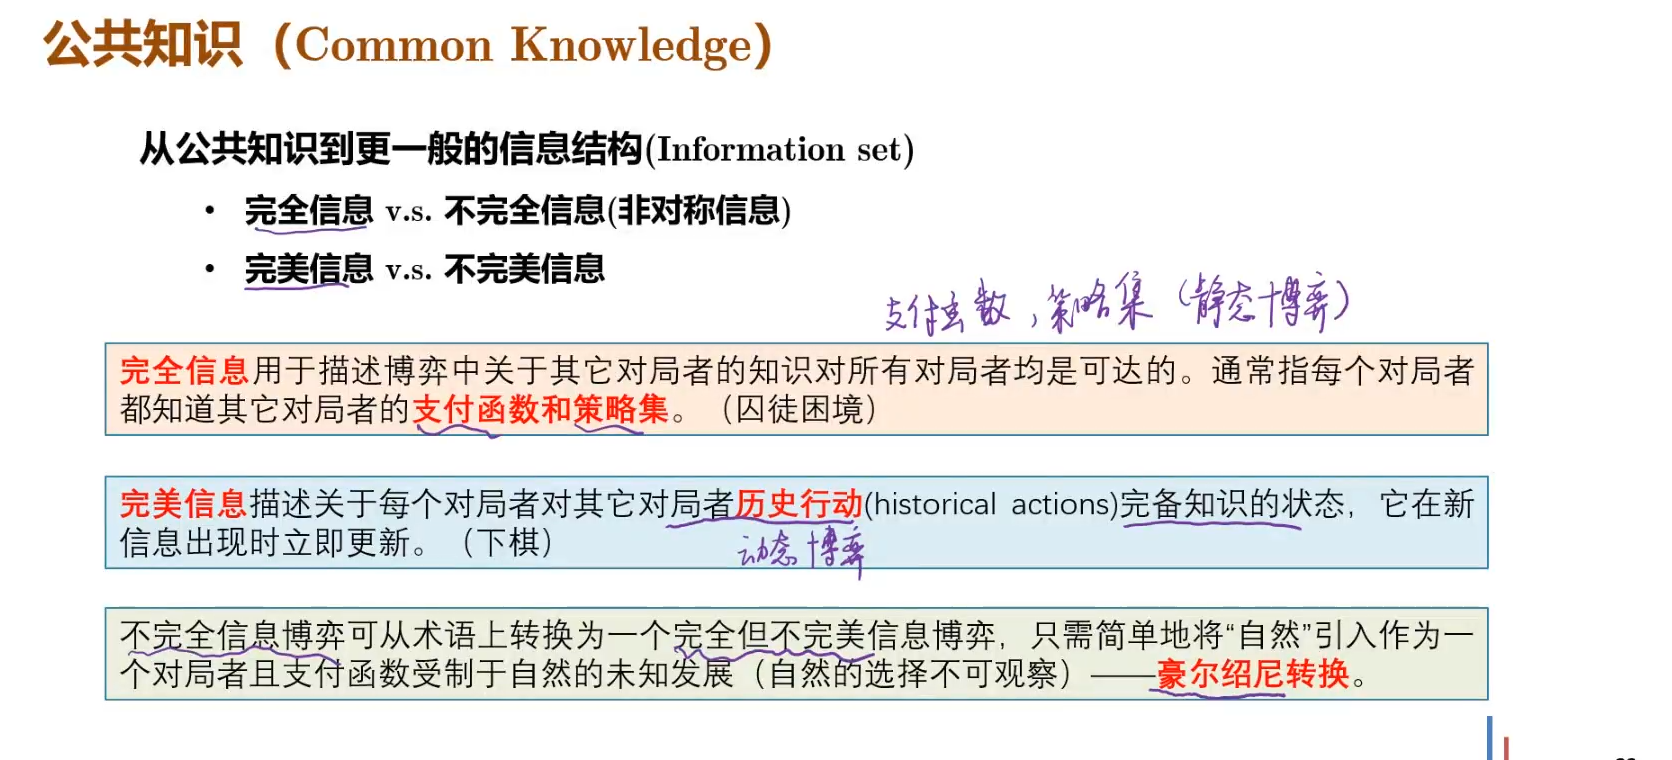 公共知识（Common Knowledge）
从公共知识到更一般的信息结构(Information set)
• 完全信息 v.s. 不完全信息(非对称信息)
• 完美信息 v.s. 不完美信息
支付函数，策略集（静态博弈）
完全信息用于描述博弈中关于其它对局者的知识对所有对局者均是可达的。通常指每个对局者
都知道其它对局者的支付函数和策略集。（囚徒困境）
完美信息描述关于每个对局者对其它对局者历史行动(historical actions)完备知识的状态，它在新
信息出现时立即更新。（下棋）
动态博弈
不完全信息博弈可从术语上转换为一个完全但不完美信息博弈，只需简单地将“自然”引入作为一
个对局者且支付函数受制于自然的未知发展（自然的选择不可观察）——豪尔绍尼转换。